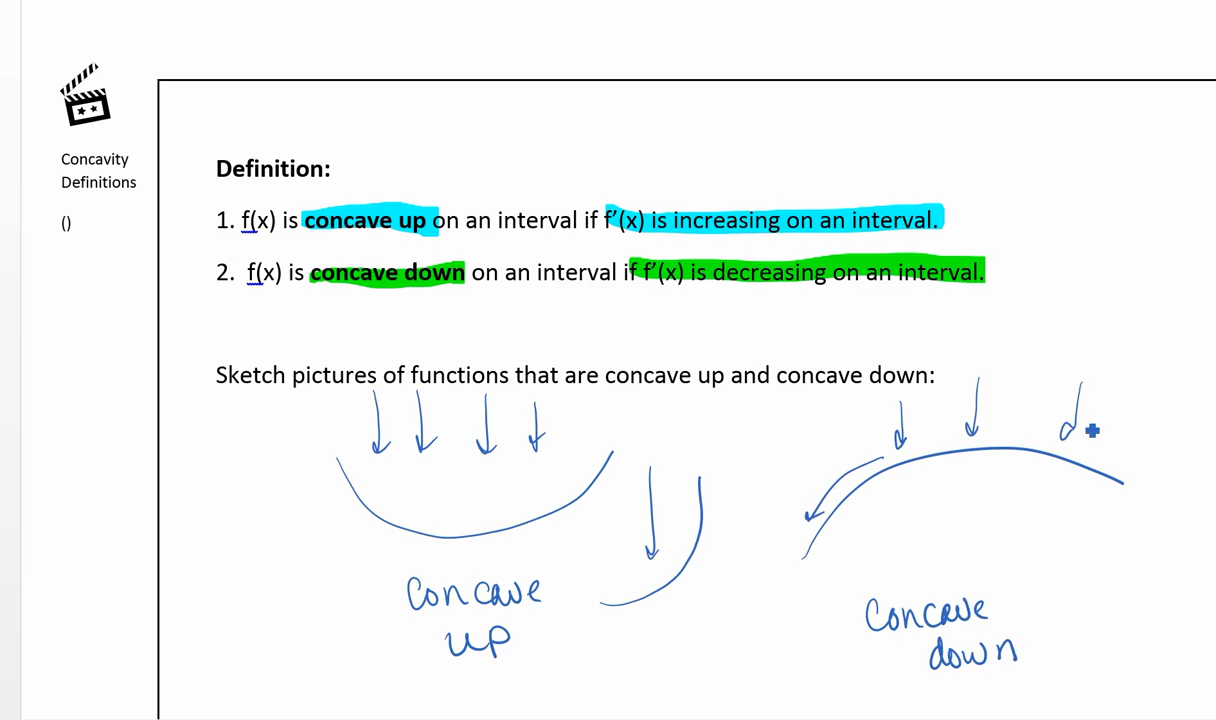 Concavity
Definitions
()
Definition:
1. f(x) is concave up on an interval if f′(x) is increasing on an interval.
2. f(x) is concave down on an interval if f′(x) is decreasing on an interval.
Sketch pictures of functions that are concave up and concave down:
Concave
up
Concave
down